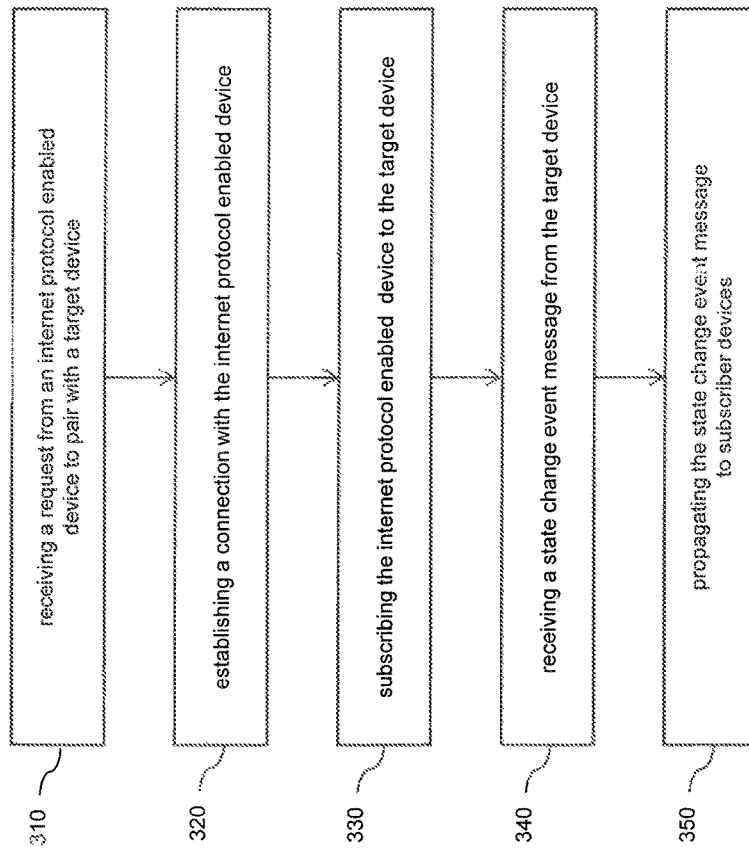 310
receiving a request from an internet protocol enabled
device to pair with a target device
320
establishing a connection with the internet protocol enabled device
330
subscribing the internet protocol enabled device to the target device
340
receiving a state change event message from the target device
350
propagating the state change event message
to subscriber devices